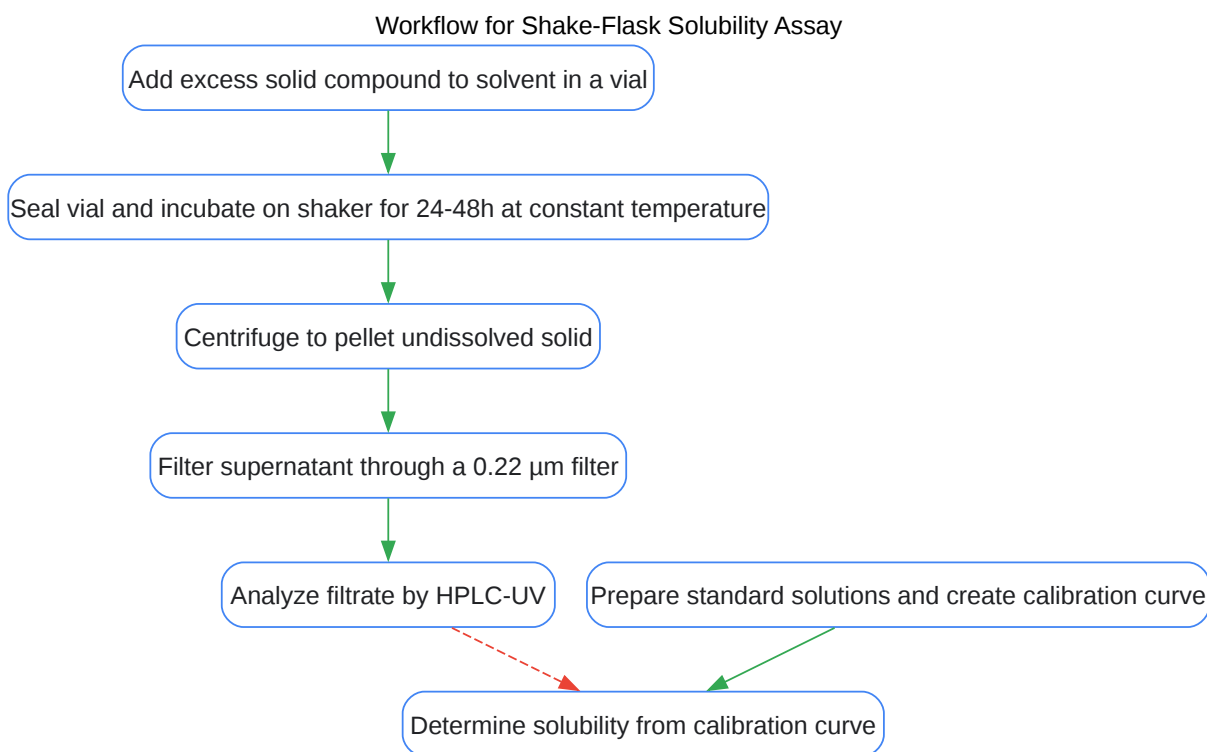 Workflow for Shake-Flask Solubility Assay
Add excess solid compound to solvent in a vial
Seal vial and incubate on shaker for 24-48h at constant temperature
Centrifuge to pellet undissolved solid
Filter supernatant through a 0.22 µm filter
Analyze filtrate by HPLC-UV
Prepare standard solutions and create calibration curve
Determine solubility from calibration curve